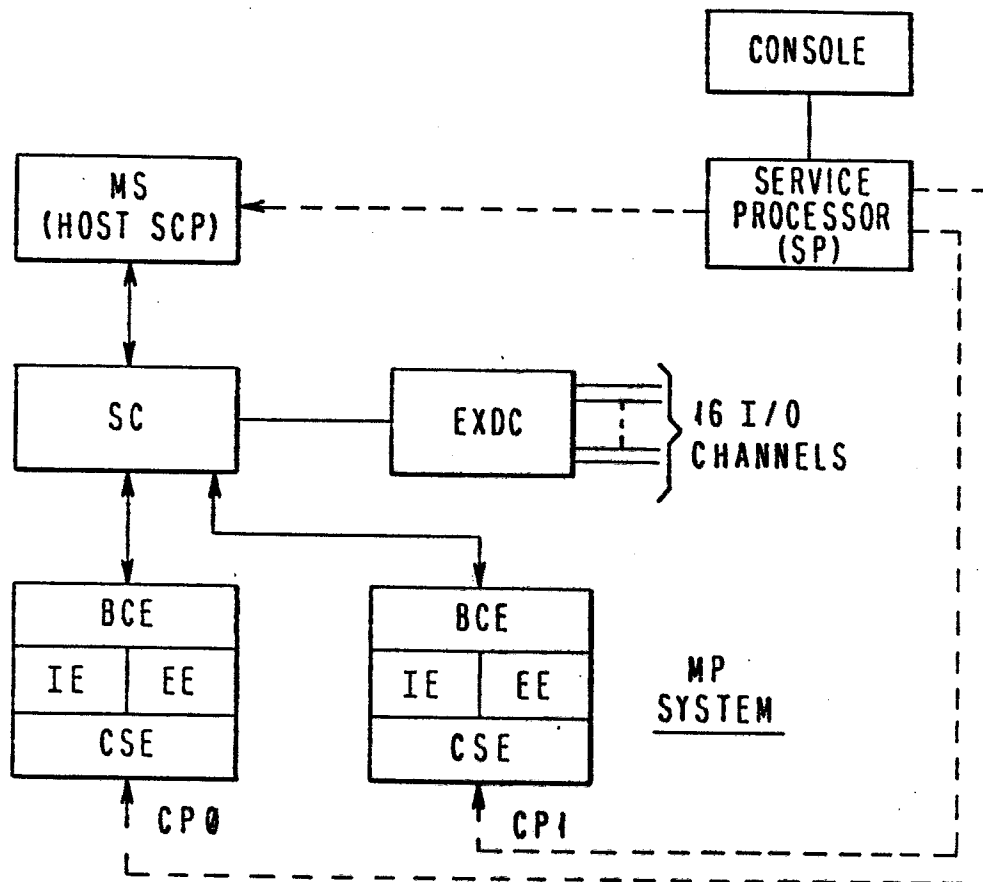 CONSOLE
MS
(HOST SCP)
SERVICE
PROCESSOR
(SP)
SC
EXDC
16 I/O
CHANNELS
BCE
IE EE
CSE
CP0
BCE
IE EE
CSE
CP1
MP
SYSTEM